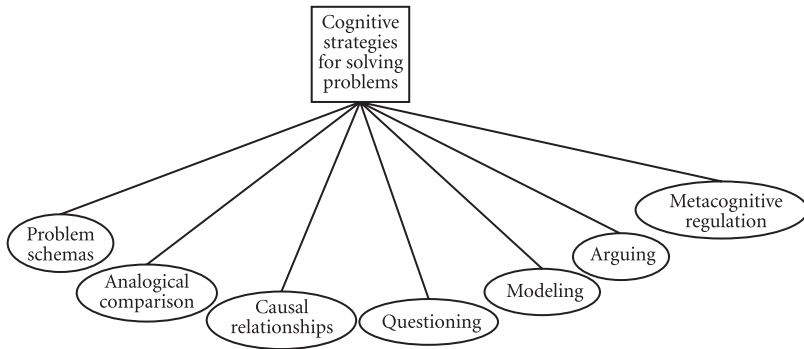 Cognitive
strategies
for solving
problems
Problem
schemas
Analogical
comparison
Causal
relationships
Questioning
Modeling
Arguing
Metacognitive
regulation